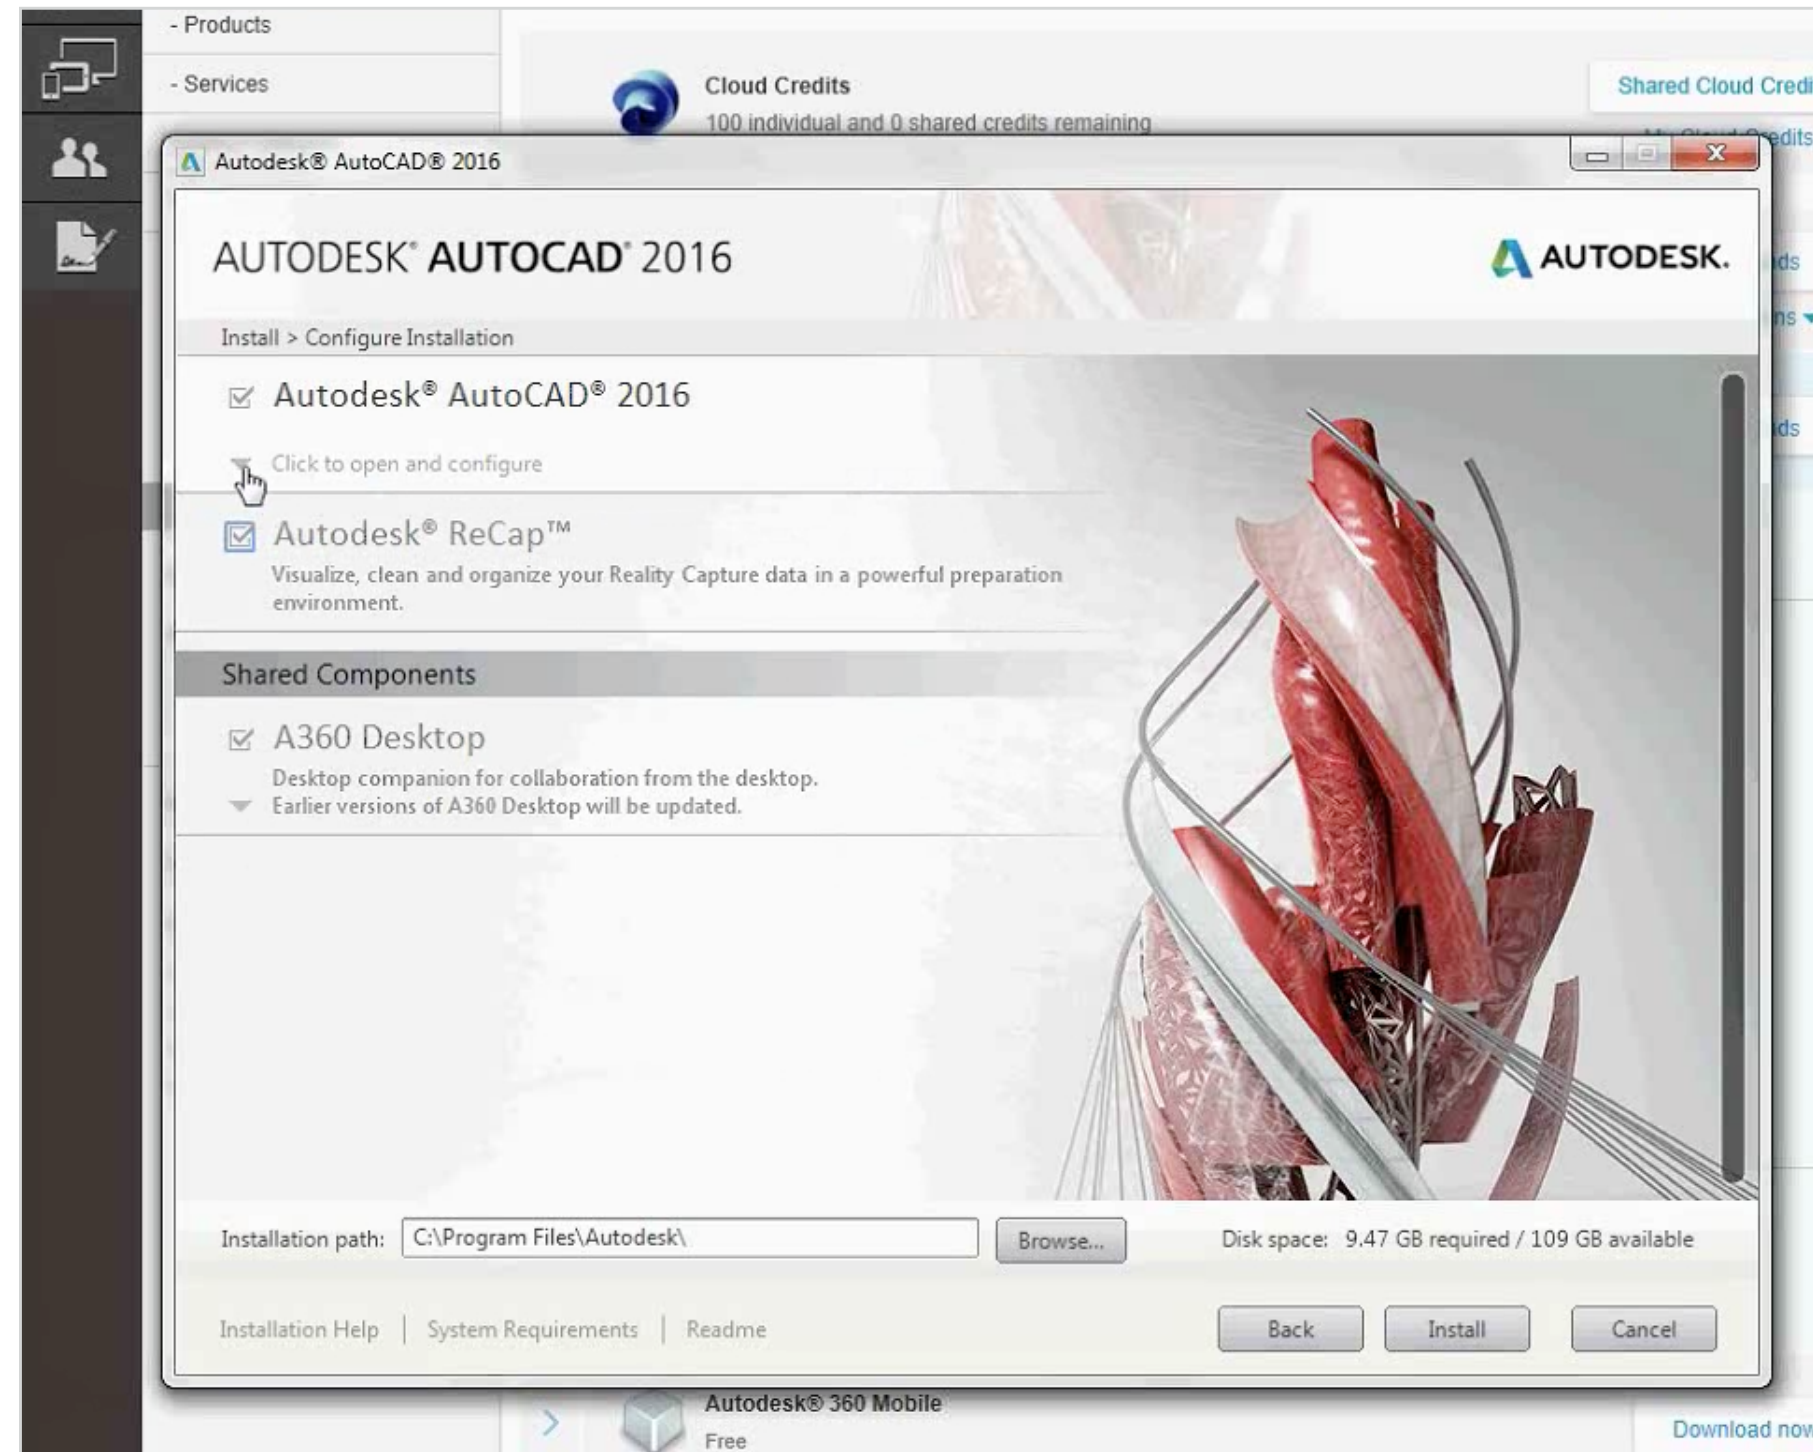 - Products
- Services
Cloud Credits
100 individual and 0 shared credits remaining
Shared Cloud
Autodesk® AutoCAD® 2016
AUTODESK® AUTOCAD® 2016
AUTODESK.
Install > Configure Installation
Autodesk® AutoCAD® 2016
Click to open and configure
Autodesk® ReCap™
Visualize, clean and organize your Reality Capture data in a powerful preparation
environment.
Shared Components
A360 Desktop
Desktop companion for collaboration from the desktop.
Earlier versions of A360 Desktop will be updated.
Installation path: C:\Program Files\Autodesk\ Browse... Disk space: 9.47 GB required / 109 GB available
Installation Help | System Requirements | Readme Back Install Cancel
Autodesk® 360 Mobile
Free
Download now